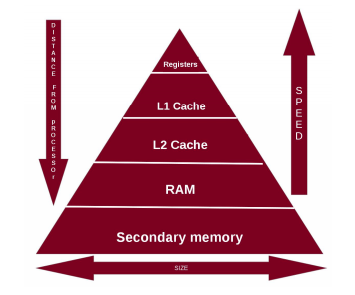 DISTANCE FROM PROCESSOr
Registers
L1 Cache
L2 Cache
RAM
Secondary memory
SPEED
SIZE